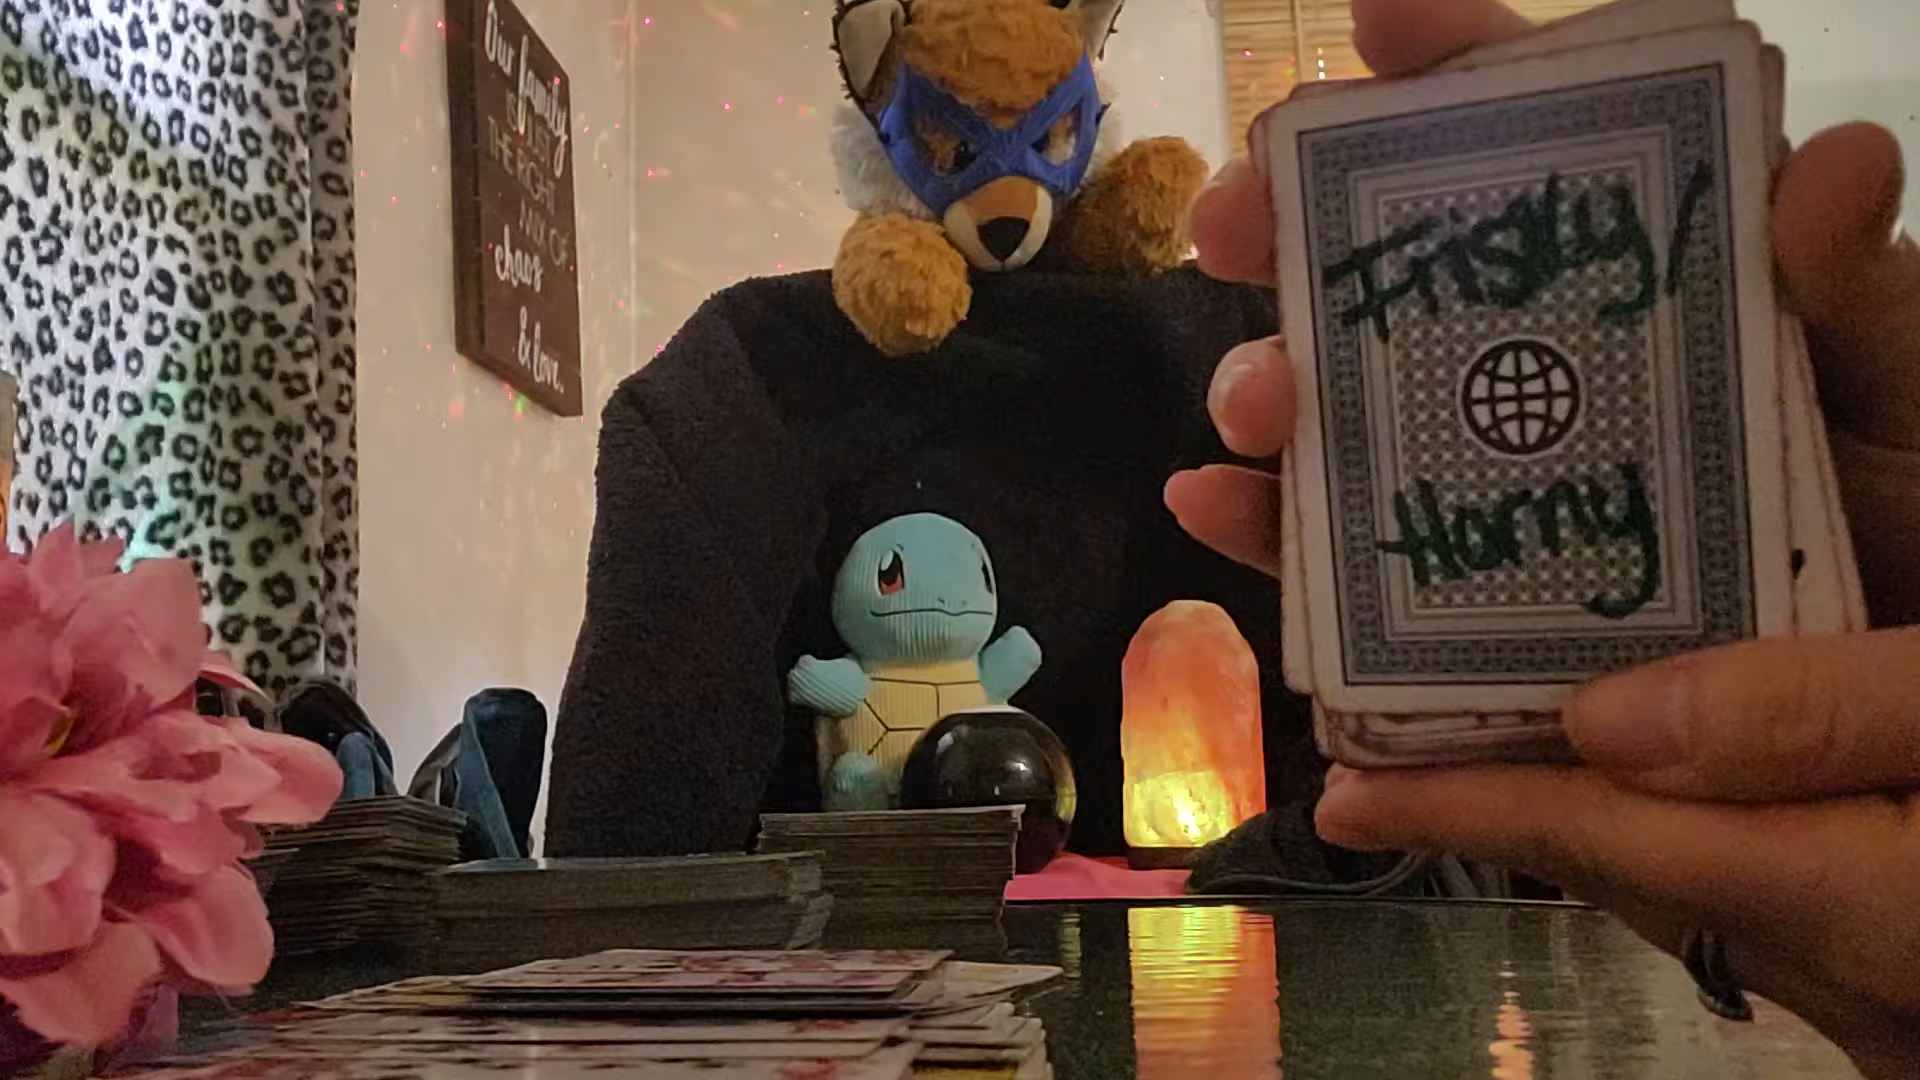 Our family
IS JUST
THE RIGHT
MIX OF
chaos
& love.
Frisky/
Horny